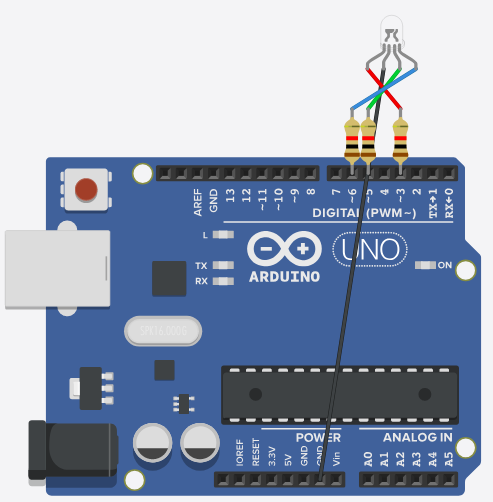 AREF
GND
13
12
~11
~10
~9
8
7
~6
~5
4
~3
2
TX→1
RX←0
DIGITAL (PWM~)
L
TX
RX
ARDUINO
UNO
ON
POWER
ANALOG IN
IOREF
RESET
3.3V
5V
GND
GND
Vin
A0
A1
A2
A3
A4
A5